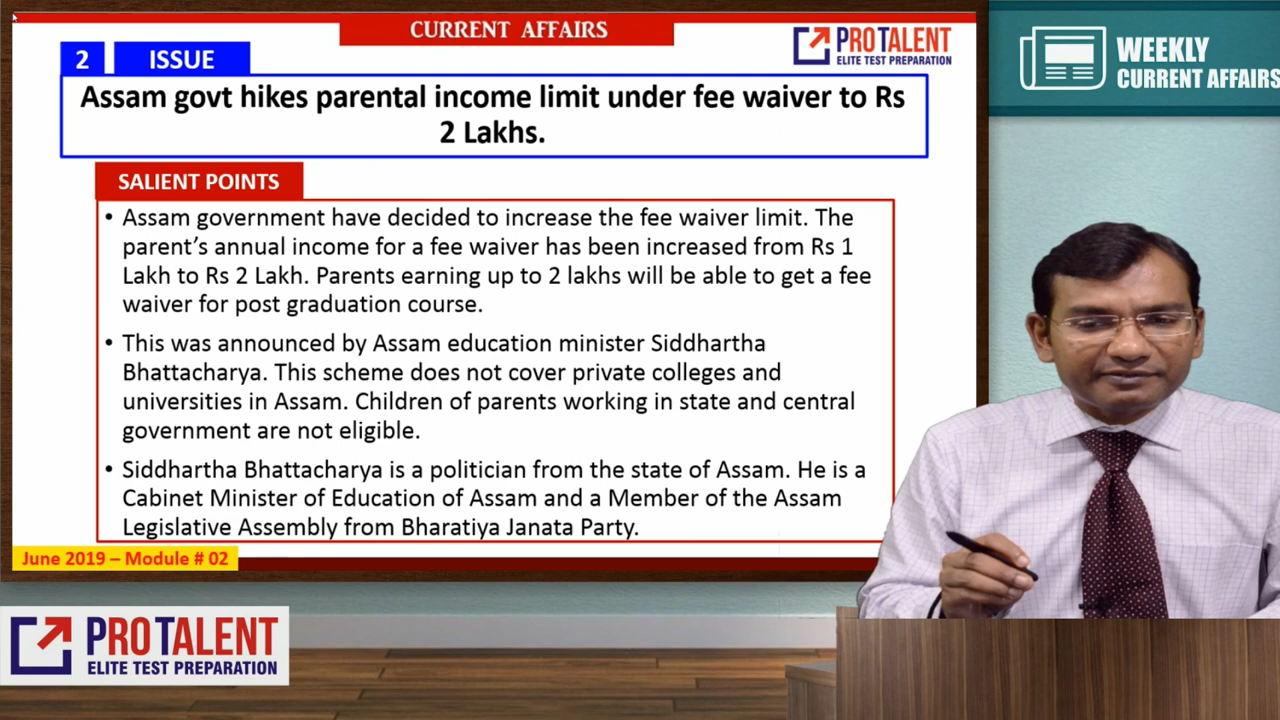 CURRENT AFFAIRS
PROTALENT
ELITE TEST PREPARATION
WEEKLY
CURRENT AFFAIRS
2 ISSUE
Assam govt hikes parental income limit under fee waiver to Rs
2 Lakhs.
SALIENT POINTS
• Assam government have decided to increase the fee waiver limit. The
parent's annual income for a fee waiver has been increased from Rs 1
Lakh to Rs 2 Lakh. Parents earning up to 2 lakhs will be able to get a fee
waiver for post graduation course.
• This was announced by Assam education minister Siddhartha
Bhattacharya. This scheme does not cover private colleges and
universities in Assam. Children of parents working in state and central
government are not eligible.
• Siddhartha Bhattacharya is a politician from the state of Assam. He is a
Cabinet Minister of Education of Assam and a Member of the Assam
Legislative Assembly from Bharatiya Janata Party.
June 2019 – Module # 02
PROTALENT
ELITE TEST PREPARATION